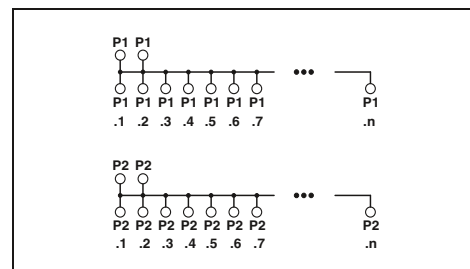 P1 P1
P1 P1 P1 P1 P1 P1 P1 P1
.1 .2 .3 .4 .5 .6 .7 .n
P2 P2
P2 P2 P2 P2 P2 P2 P2 P2
.1 .2 .3 .4 .5 .6 .7 .n